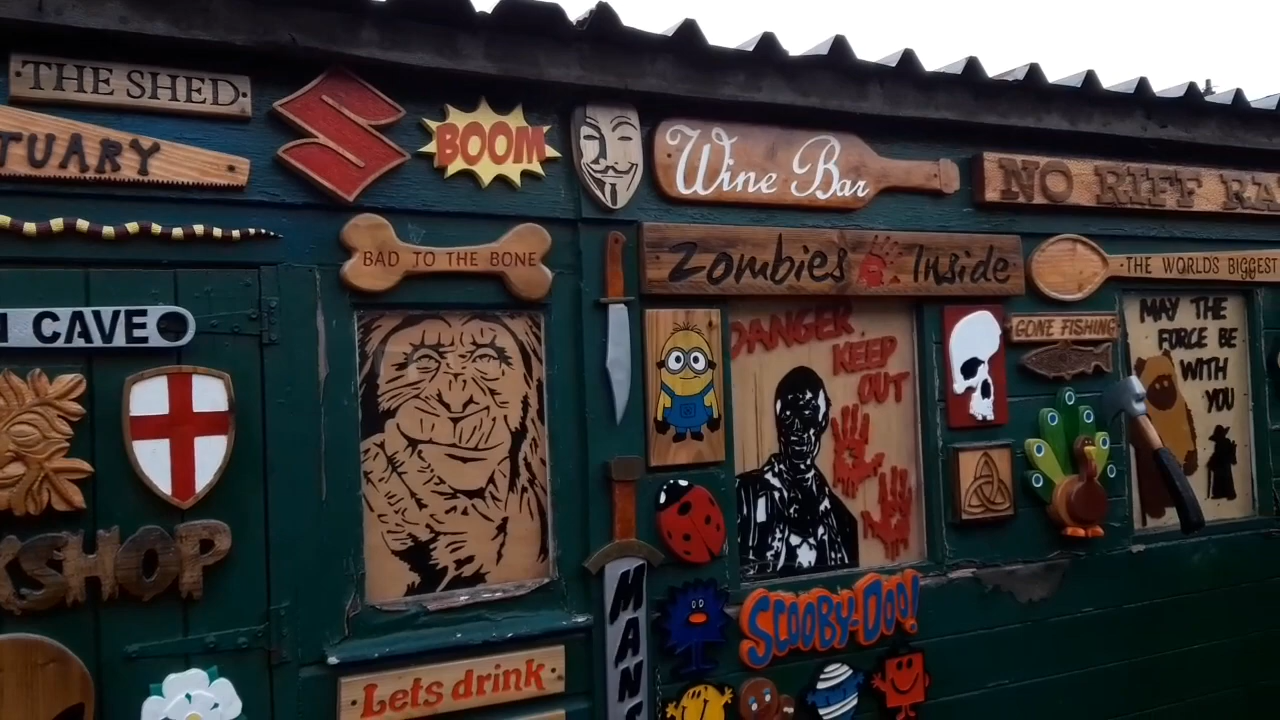 THE SHED
TUARY
BOOM
Wine Bar
NO RIFF RA
BAD TO THE BONE
Zombies Inside
THE WORLD'S BIGGEST
CAVE
DANGER
KEEP
OUT
GONE FISHING
MAY THE
FORCE BE
WITH
YOU
KSHOP
MANS
SCOOBY-DOO!
Lets drink